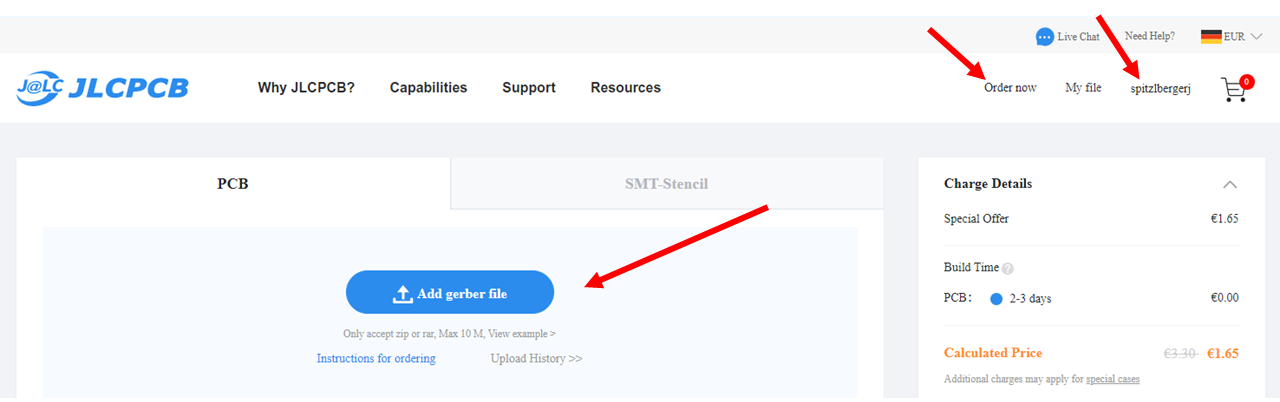 Live Chat Need Help? EUR
J@LC JLCPCB Why JLCPCB? Capabilities Support Resources Order now My file spitzlbergerj 0
PCB SMT-Stencil
Add gerber file
Only accept zip or rar, Max 10 M, View example >
Instructions for ordering Upload History >>
Charge Details
Special Offer €1.65
Build Time ?
PCB: 2-3 days €0.00
Calculated Price €3.30 €1.65
Additional charges may apply for special cases